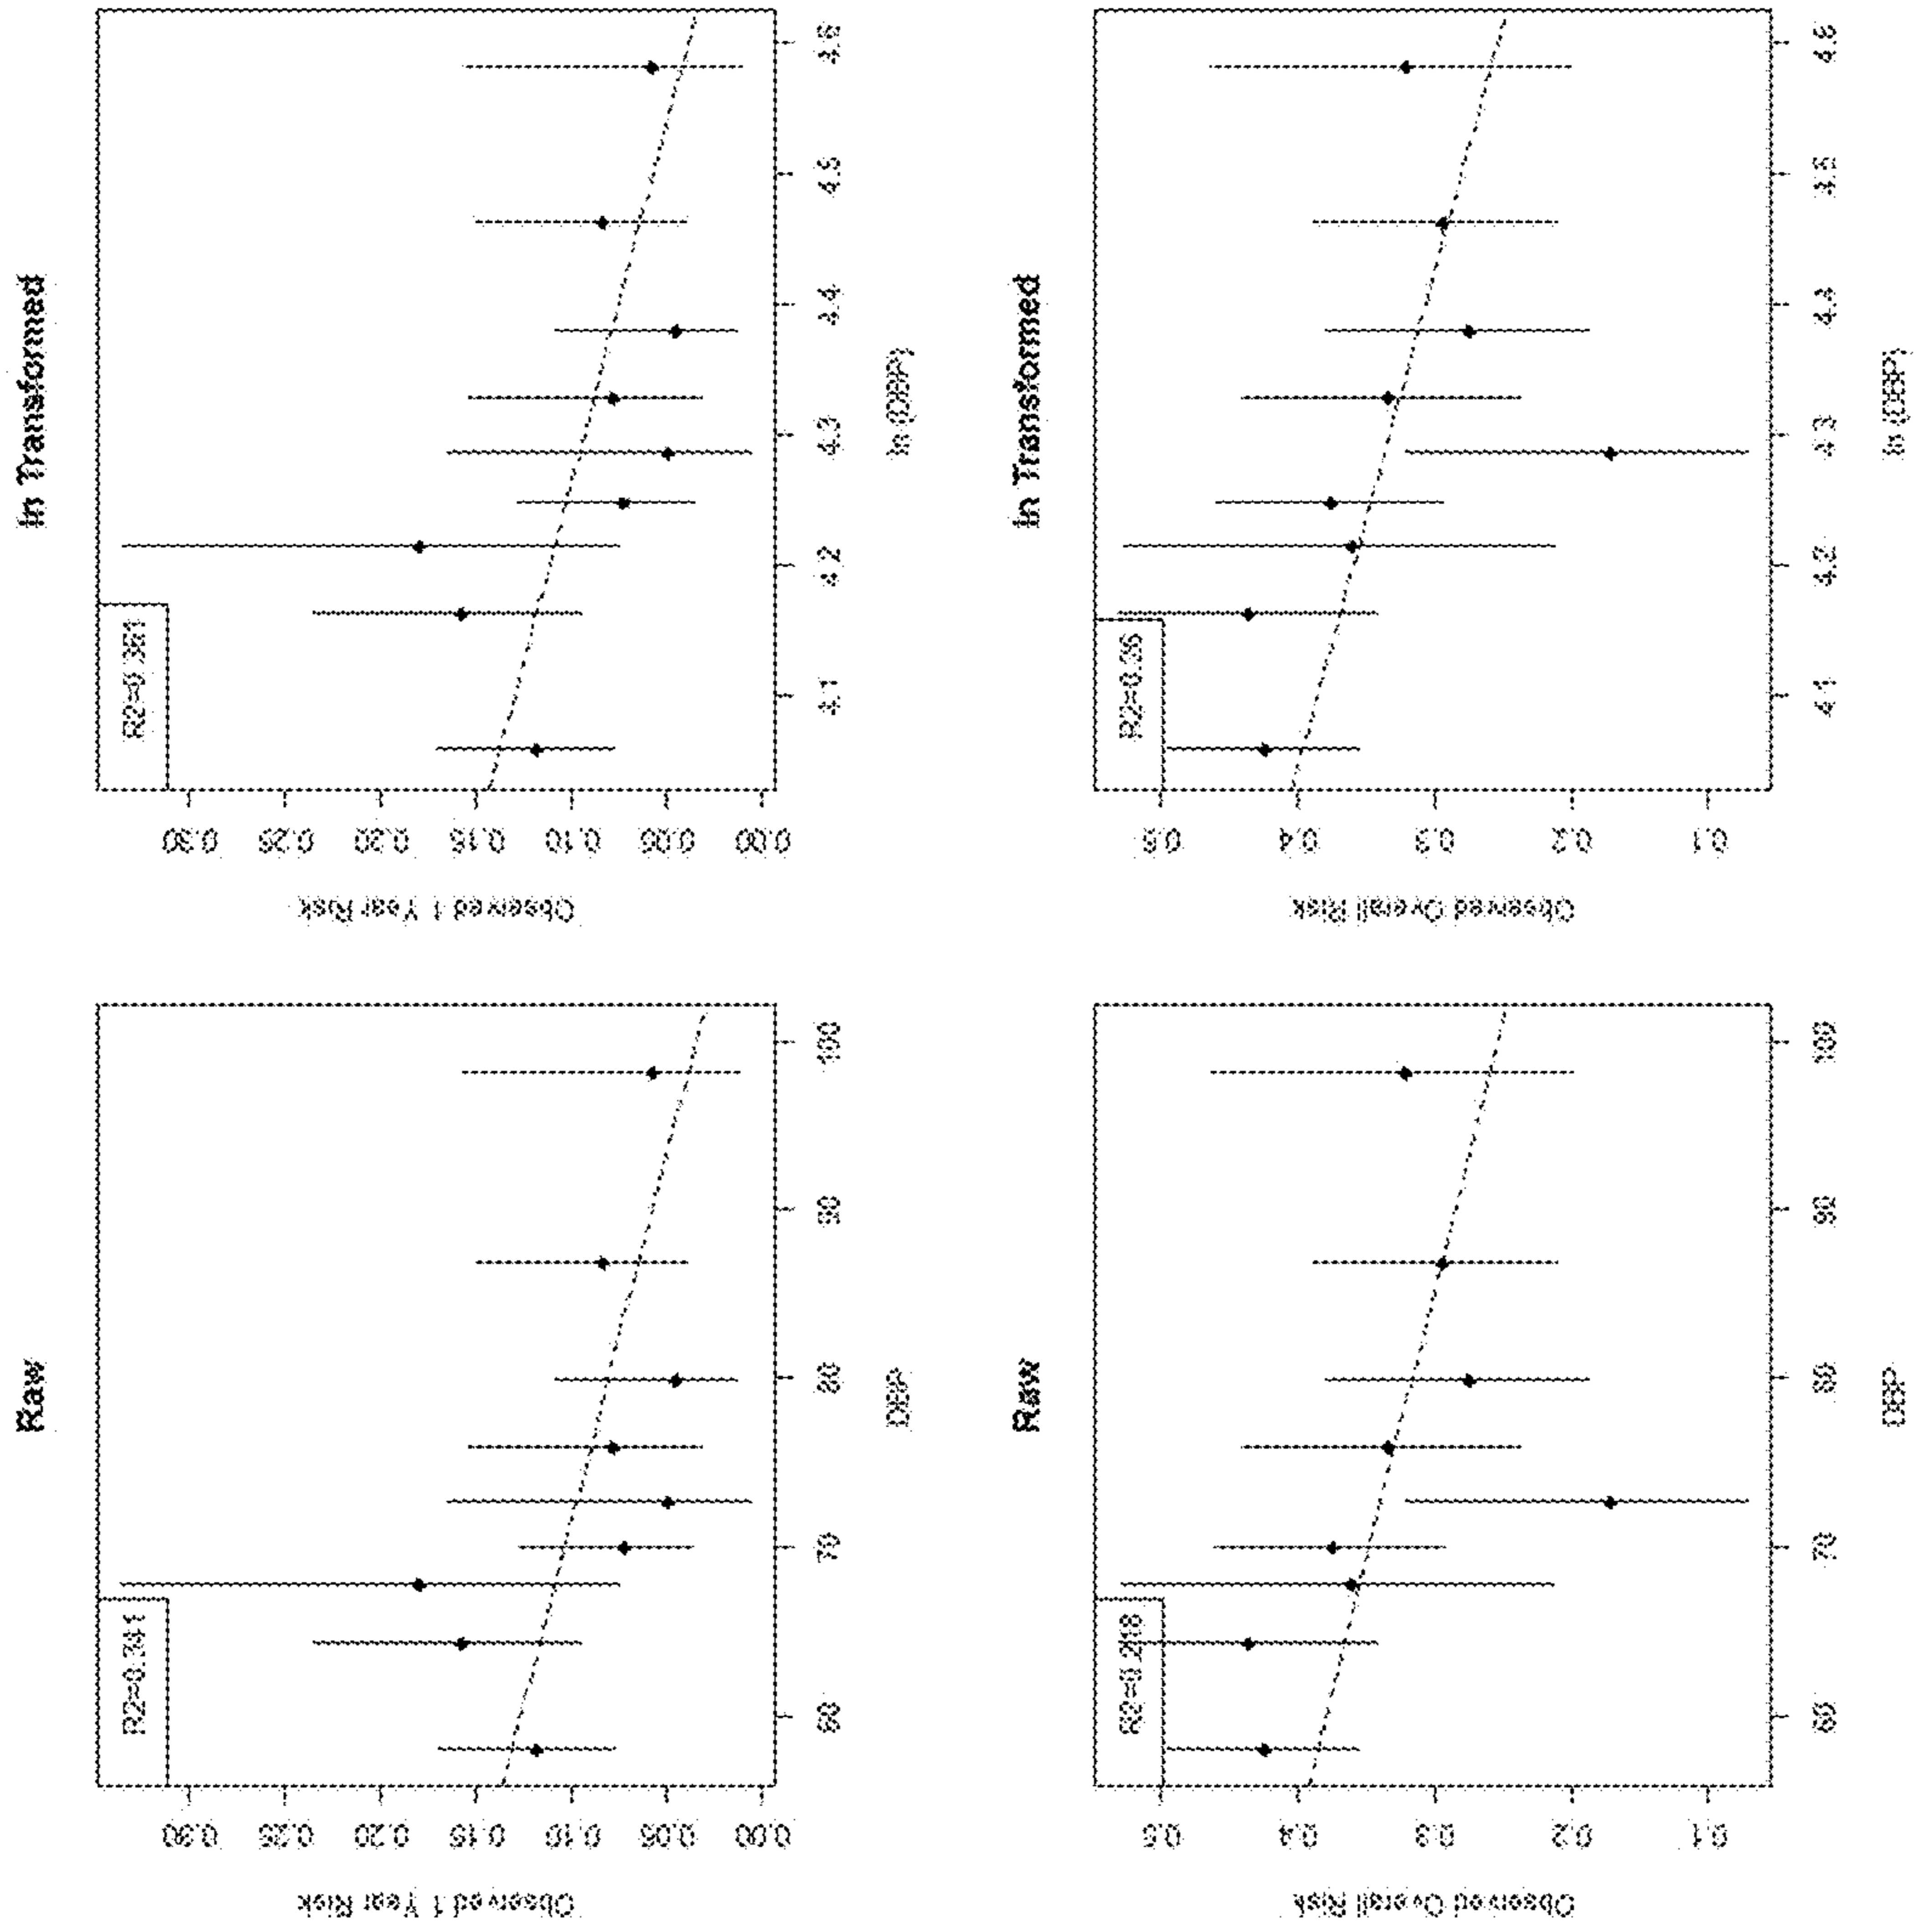 Raw
R2=0.341
Observed 1 Year Risk
0.30
0.25
0.20
0.15
0.10
0.05
0.00
60 70 80 90 100
DBP
ln Transformed
Observed 1 Year Risk
0.30
0.25
0.20
0.15
0.10
0.05
0.00
4.1 4.2 4.3 4.4 4.5 4.6
ln (DBP)
Raw
Observed Overall Risk
0.5
0.4
0.3
0.2
0.1
60 70 80 90 100
DBP
ln Transformed
R2=0.36
Observed Overall Risk
0.5
0.4
0.3
0.2
0.1
4.1 4.2 4.3 4.4 4.5 4.6
ln (DBP)